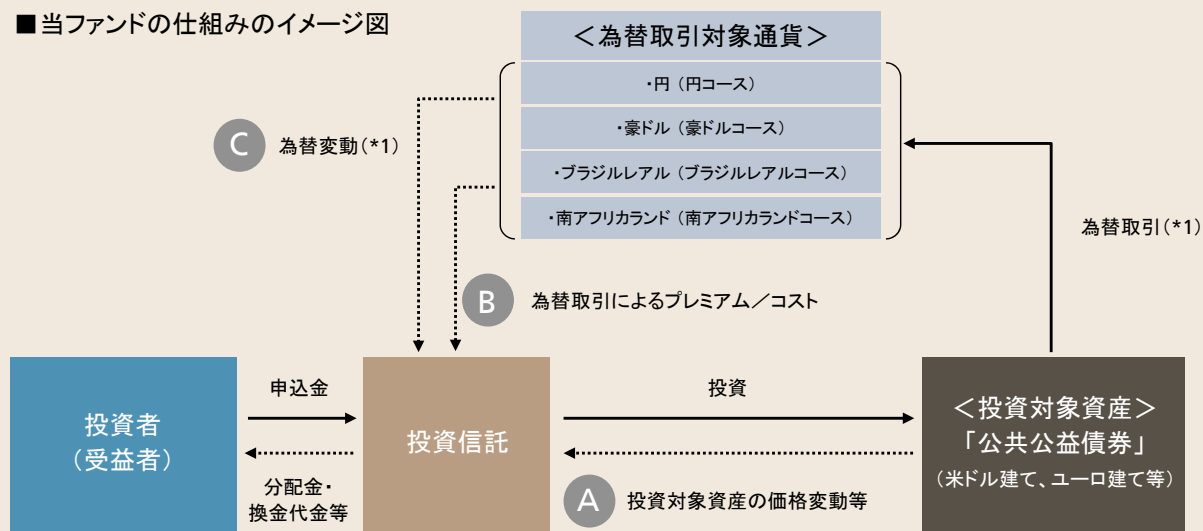 ■当ファンドの仕組みのイメージ図
＜為替取引対象通貨＞
・円（円コース）
・豪ドル（豪ドルコース）
・ブラジルレアル（ブラジルレアルコース）
・南アフリカランド（南アフリカランドコース）
C 為替変動(*1)
為替取引(*1)
B 為替取引によるプレミアム／コスト
投資者
（受益者）
申込金
分配金・
換金代金等
投資信託
投資
A 投資対象資産の価格変動等
＜投資対象資産＞
「公共公益債券」
（米ドル建て、ユーロ建て等）